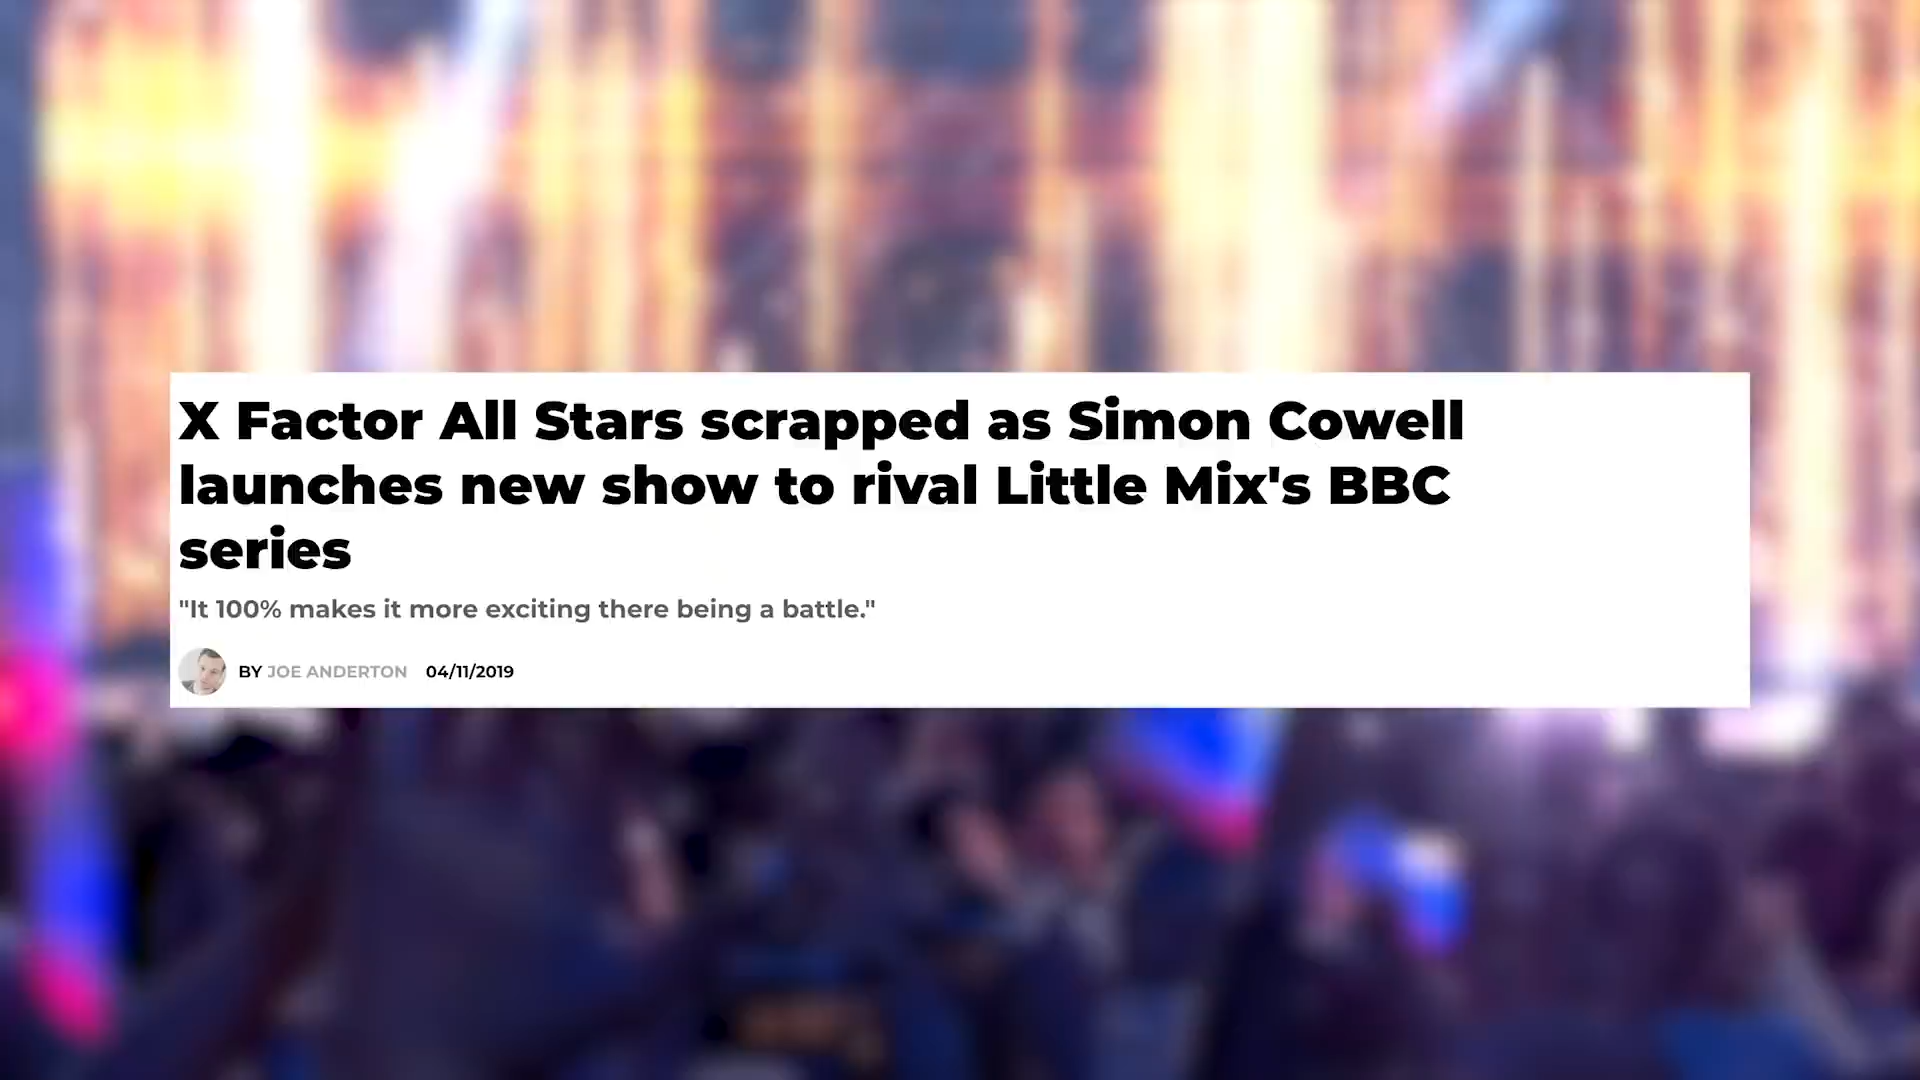 X Factor All Stars scrapped as Simon Cowell
launches new show to rival Little Mix's BBC
series
"It 100% makes it more exciting there being a battle."
BY JOE ANDERTON 04/11/2019